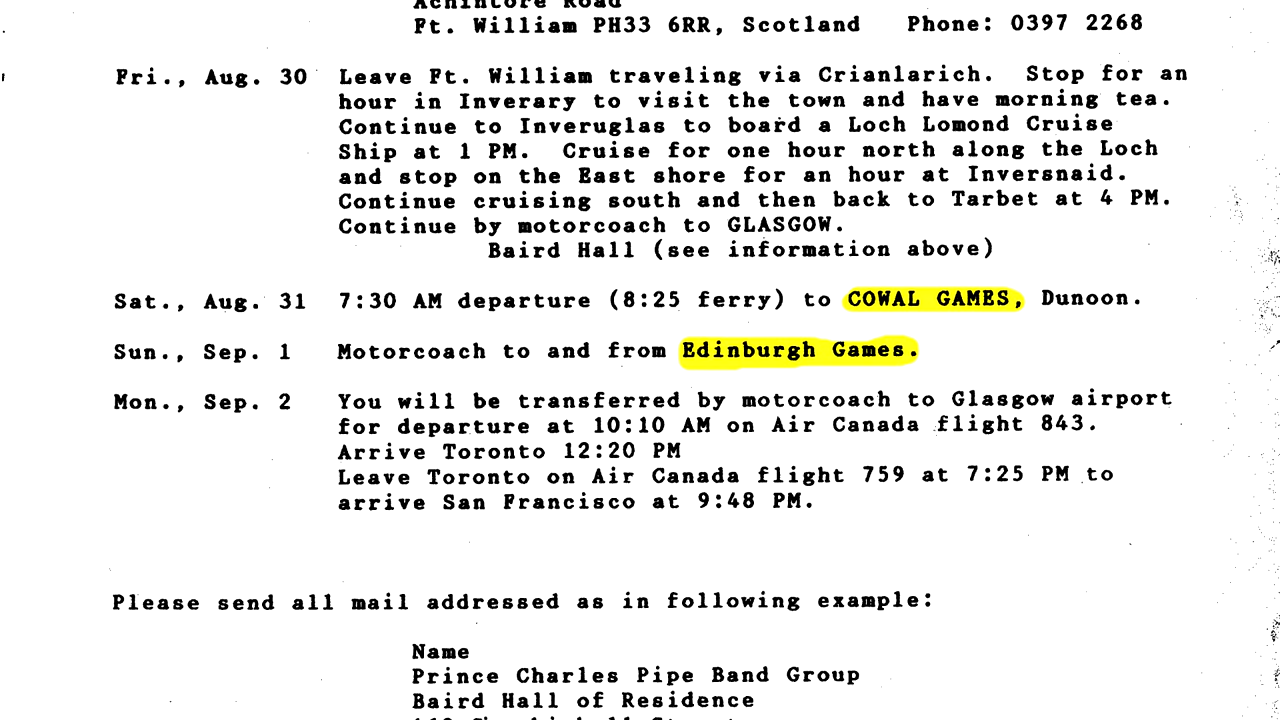 Achintore Road
Ft. William PH33 6RR, Scotland   Phone: 0397 2268
Fri., Aug. 30  Leave Ft. William traveling via Crianlarich.  Stop for an
hour in Inverary to visit the town and have morning tea.
Continue to Inveruglas to board a Loch Lomond Cruise
Ship at 1 PM.  Cruise for one hour north along the Loch
and stop on the East shore for an hour at Inversnaid.
Continue cruising south and then back to Tarbet at 4 PM.
Continue by motorcoach to GLASGOW.
Baird Hall (see information above)
Sat., Aug. 31  7:30 AM departure (8:25 ferry) to COWAL GAMES, Dunoon.
Sun., Sep. 1  Motorcoach to and from Edinburgh Games.
Mon., Sep. 2  You will be transferred by motorcoach to Glasgow airport
for departure at 10:10 AM on Air Canada flight 843.
Arrive Toronto 12:20 PM
Leave Toronto on Air Canada flight 759 at 7:25 PM to
arrive San Francisco at 9:48 PM.
Please send all mail addressed as in following example:
Name
Prince Charles Pipe Band Group
Baird Hall of Residence